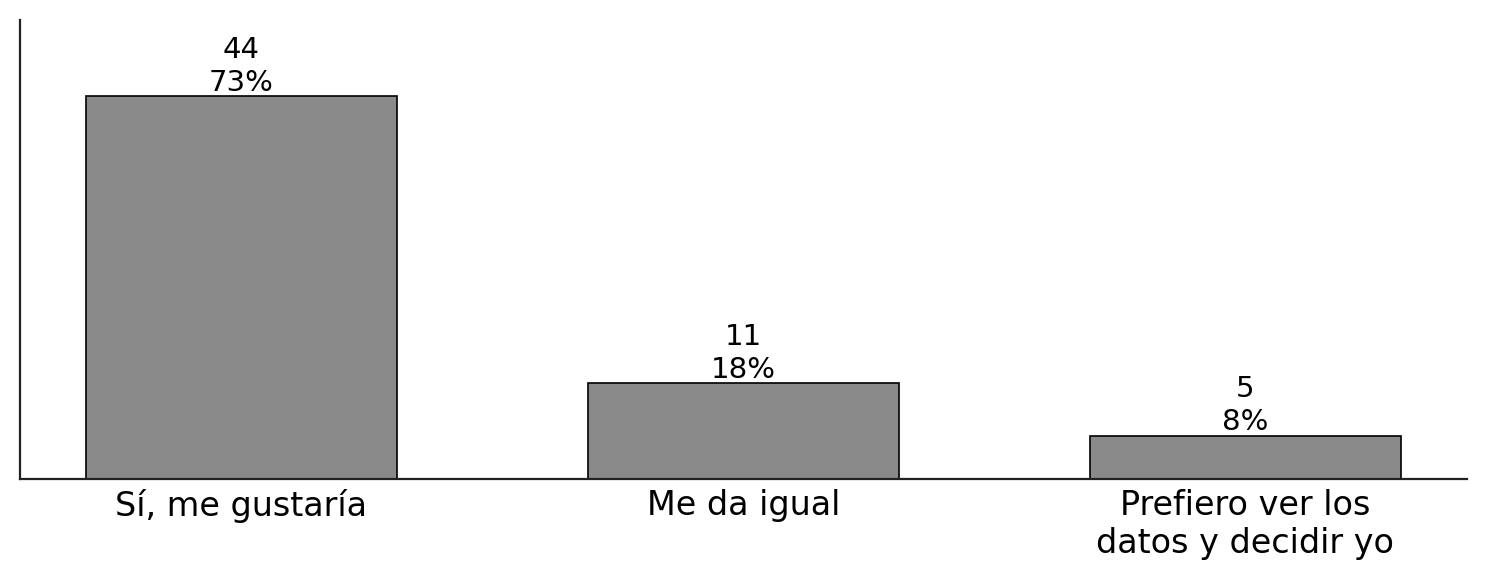 44
73%
11
18%
5
8%
Sí, me gustaría
Me da igual
Prefiero ver los
datos y decidir yo